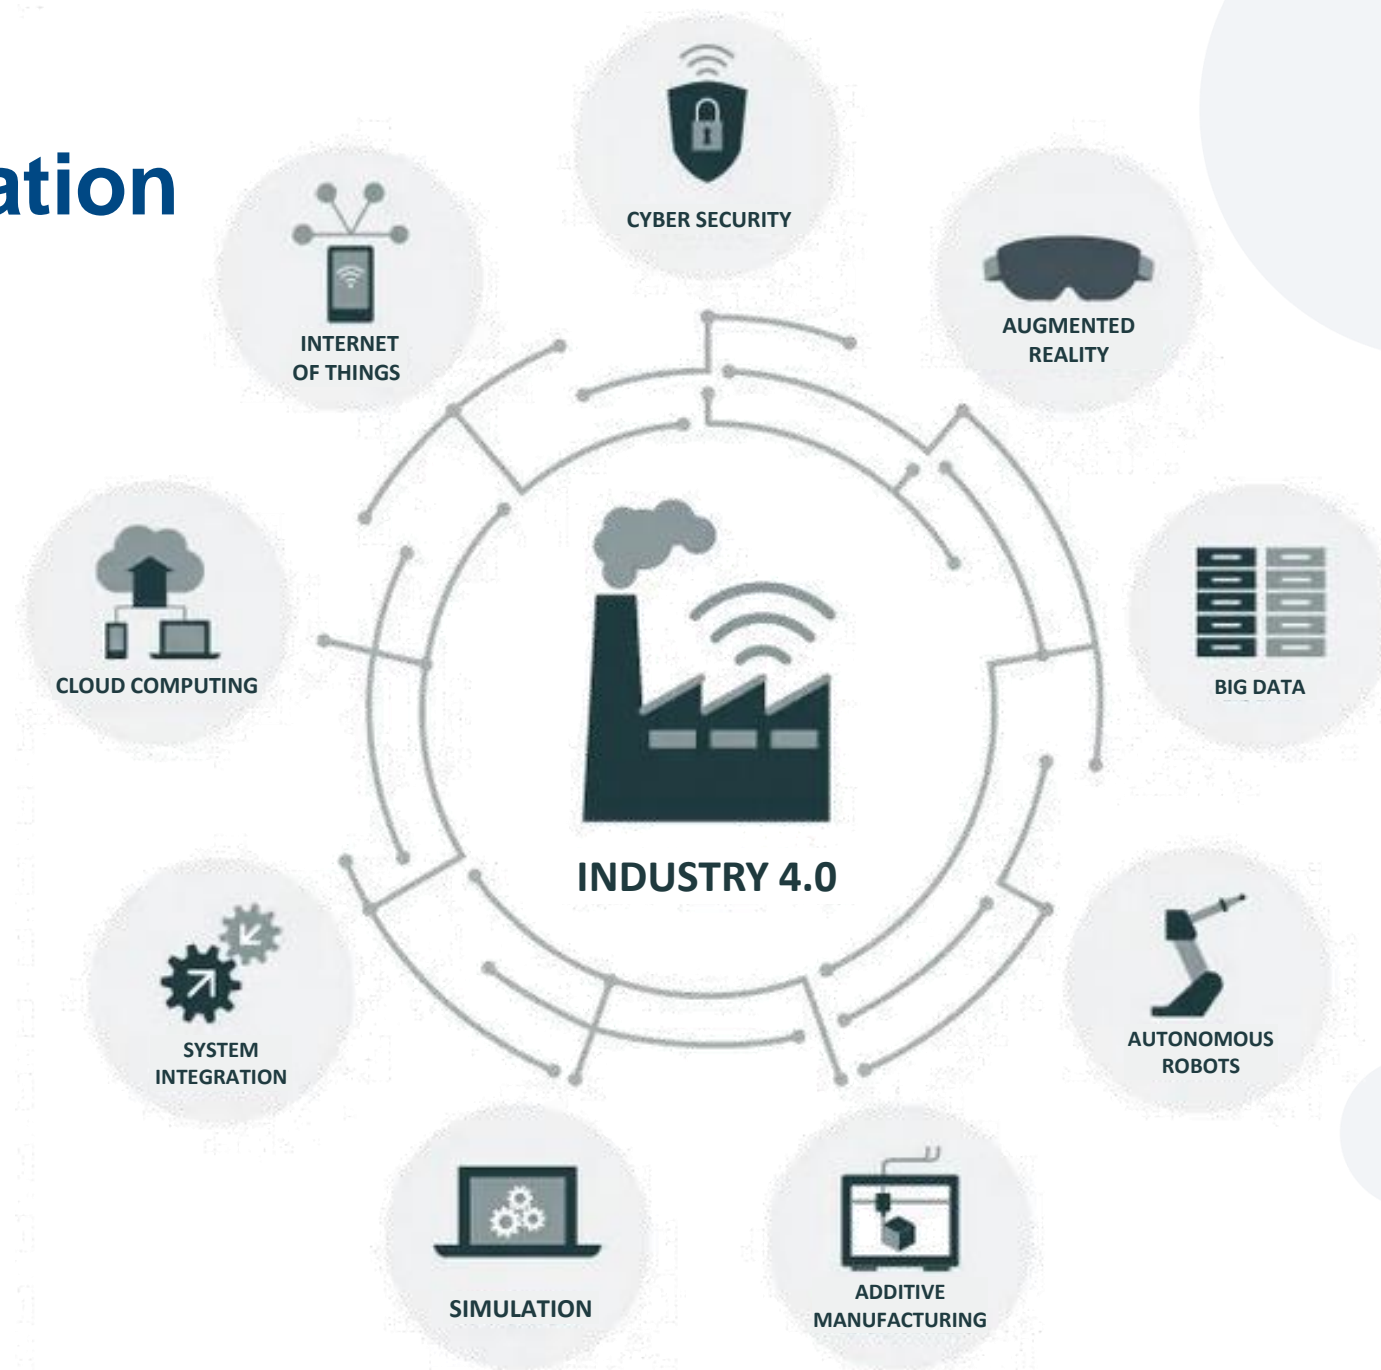 ation
CYBER SECURITY
INTERNET
OF THINGS
AUGMENTED
REALITY
CLOUD COMPUTING
BIG DATA
INDUSTRY 4.0
SYSTEM
INTEGRATION
AUTONOMOUS
ROBOTS
SIMULATION
ADDITIVE
MANUFACTURING